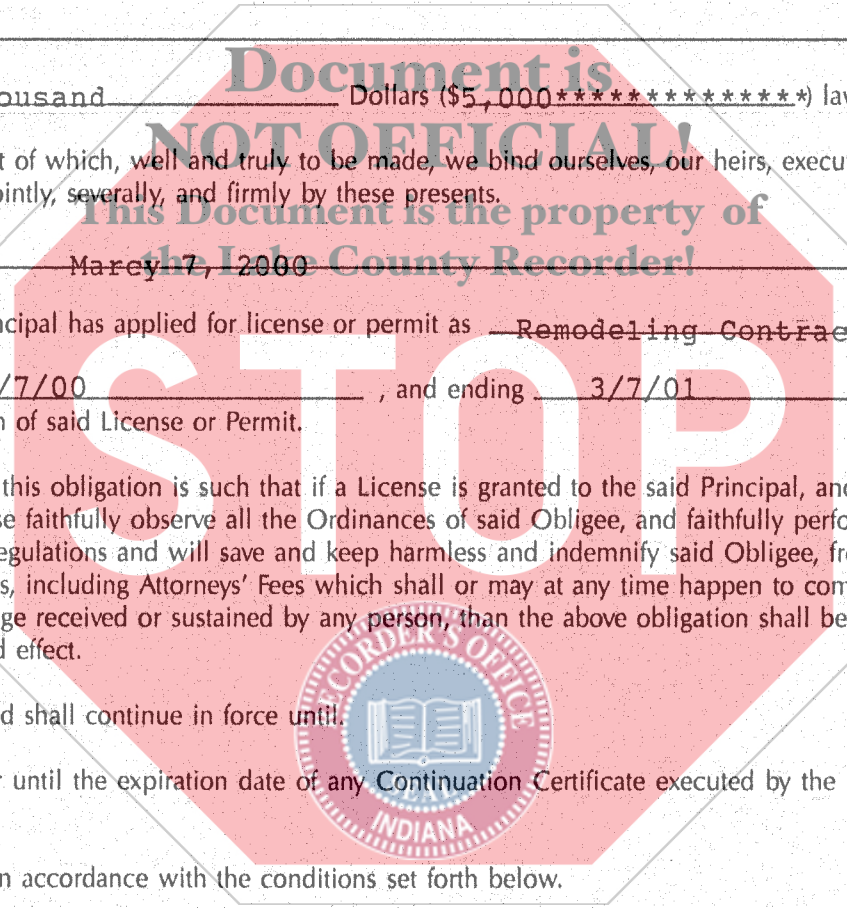 Document is
ousand Dollars ($5,000**************) law
NOT OFFICIAL!
t of which, well and truly to be made, we bind ourselves, our heirs, execu
ointly, severally, and firmly by these presents.
This Document is the property of
the Lake County Recorder!
Marcy 7, 2000
ncipal has applied for license or permit as Remodeling Contrac
/7/00 , and ending 3/7/01
n of said License or Permit.
STOP
this obligation is such that if a License is granted to the said Principal, and
se faithfully observe all the Ordinances of said Obligee, and faithfully perfo
egulations and will save and keep harmless and indemnify said Obligee, fr
s, including Attorneys' Fees which shall or may at any time happen to com
ge received or sustained by any person, than the above obligation shall be
d effect.
RECORDER'S OFFICE
d shall continue in force until.
r until the expiration date of any Continuation Certificate executed by the
SEAL
INDIANA
n accordance with the conditions set forth below.